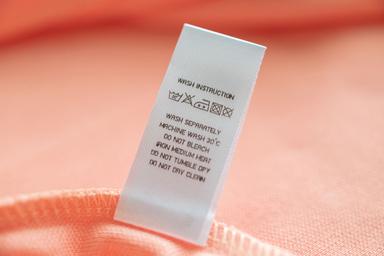 WASH INSTRUCTION
WASH SEPARATELY
MACHINE WASH 30°C
DO NOT BLEACH
IRON MEDIUM HEAT
DO NOT TUMBLE DPY
DO NOT DRY CLEAN